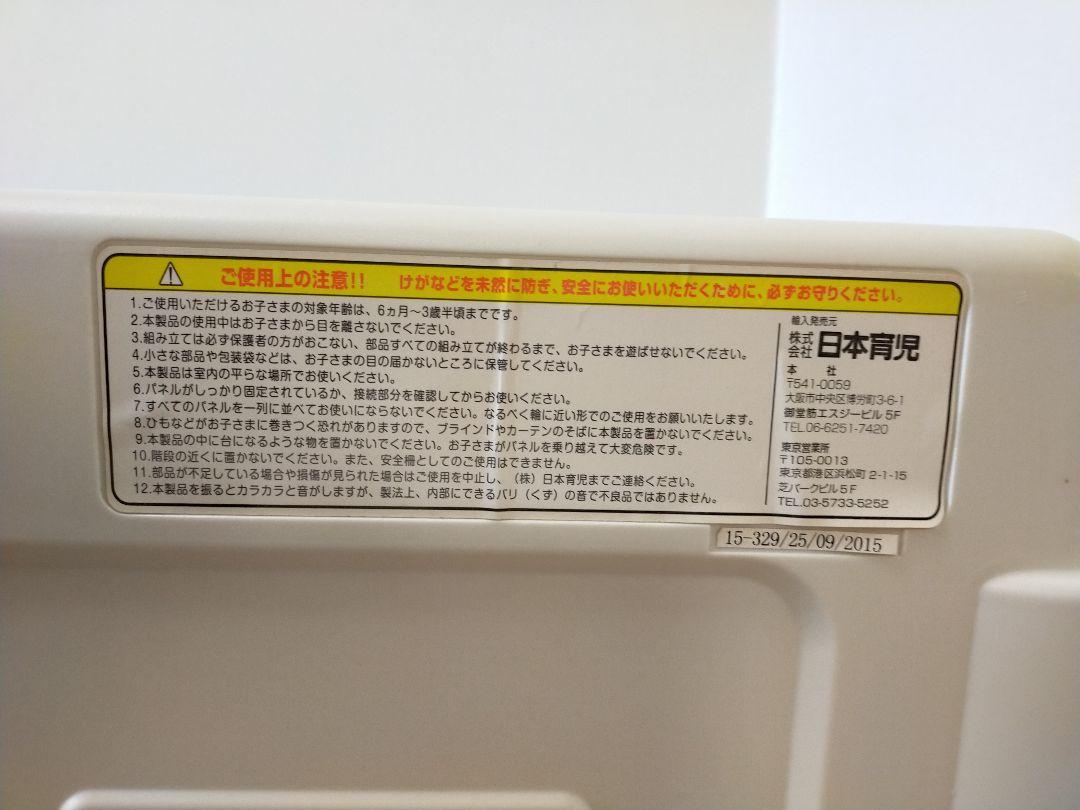 ご使用上の注意!! けがなどを未然に防ぎ、安全にお使いいただくために、必ずお守りください。
1.ご使用いただけるお子さまの対象年齢は、6ヵ月～3歳半頃までです。
2.本製品の使用中はお子さまから目を離さないでください。
3.組み立ては必ず保護者の方がおこない、部品すべての組み立てが終わるまで、お子さまを遊ばせないでください。
4.小さな部品や包装袋などは、お子さまの目の届かないところに保管してください。
5.本製品は室内の平らな場所でお使いください。
6.パネルがしっかり固定されているか、接続部分を確認してからお使いください。
7.すべてのパネルを一列に並べてお使いにならないでください。なるべく輪に近い形でのご使用をお願いいたします。
8.ひもなどがお子さまに巻きつく恐れがありますので、ブラインドやカーテンのそばに本製品を置かないでください。
9.本製品の中に台になるような物を置かないでください。お子さまがパネルを乗り越えて大変危険です。
10.階段の近くに置かないでください。また、安全柵としてのご使用はできません。
11.部品が不足している場合や損傷が見られた場合はご使用を中止し、（株）日本育児までご連絡ください。
12.本製品を振るとカラカラと音がしますが、製法上、内部にできるバリ（くず）の音で不良品ではありません。
輸入発売元
株式会社 日本育児
本 社
〒541-0059
大阪市中央区博労町3-6-1
御堂筋エスジービル5F
TEL.06-6251-7420
東京営業所
〒105-0013
東京都港区浜松町2-1-15
芝パークビル5F
TEL.03-5733-5252
15-329/25/09/2015